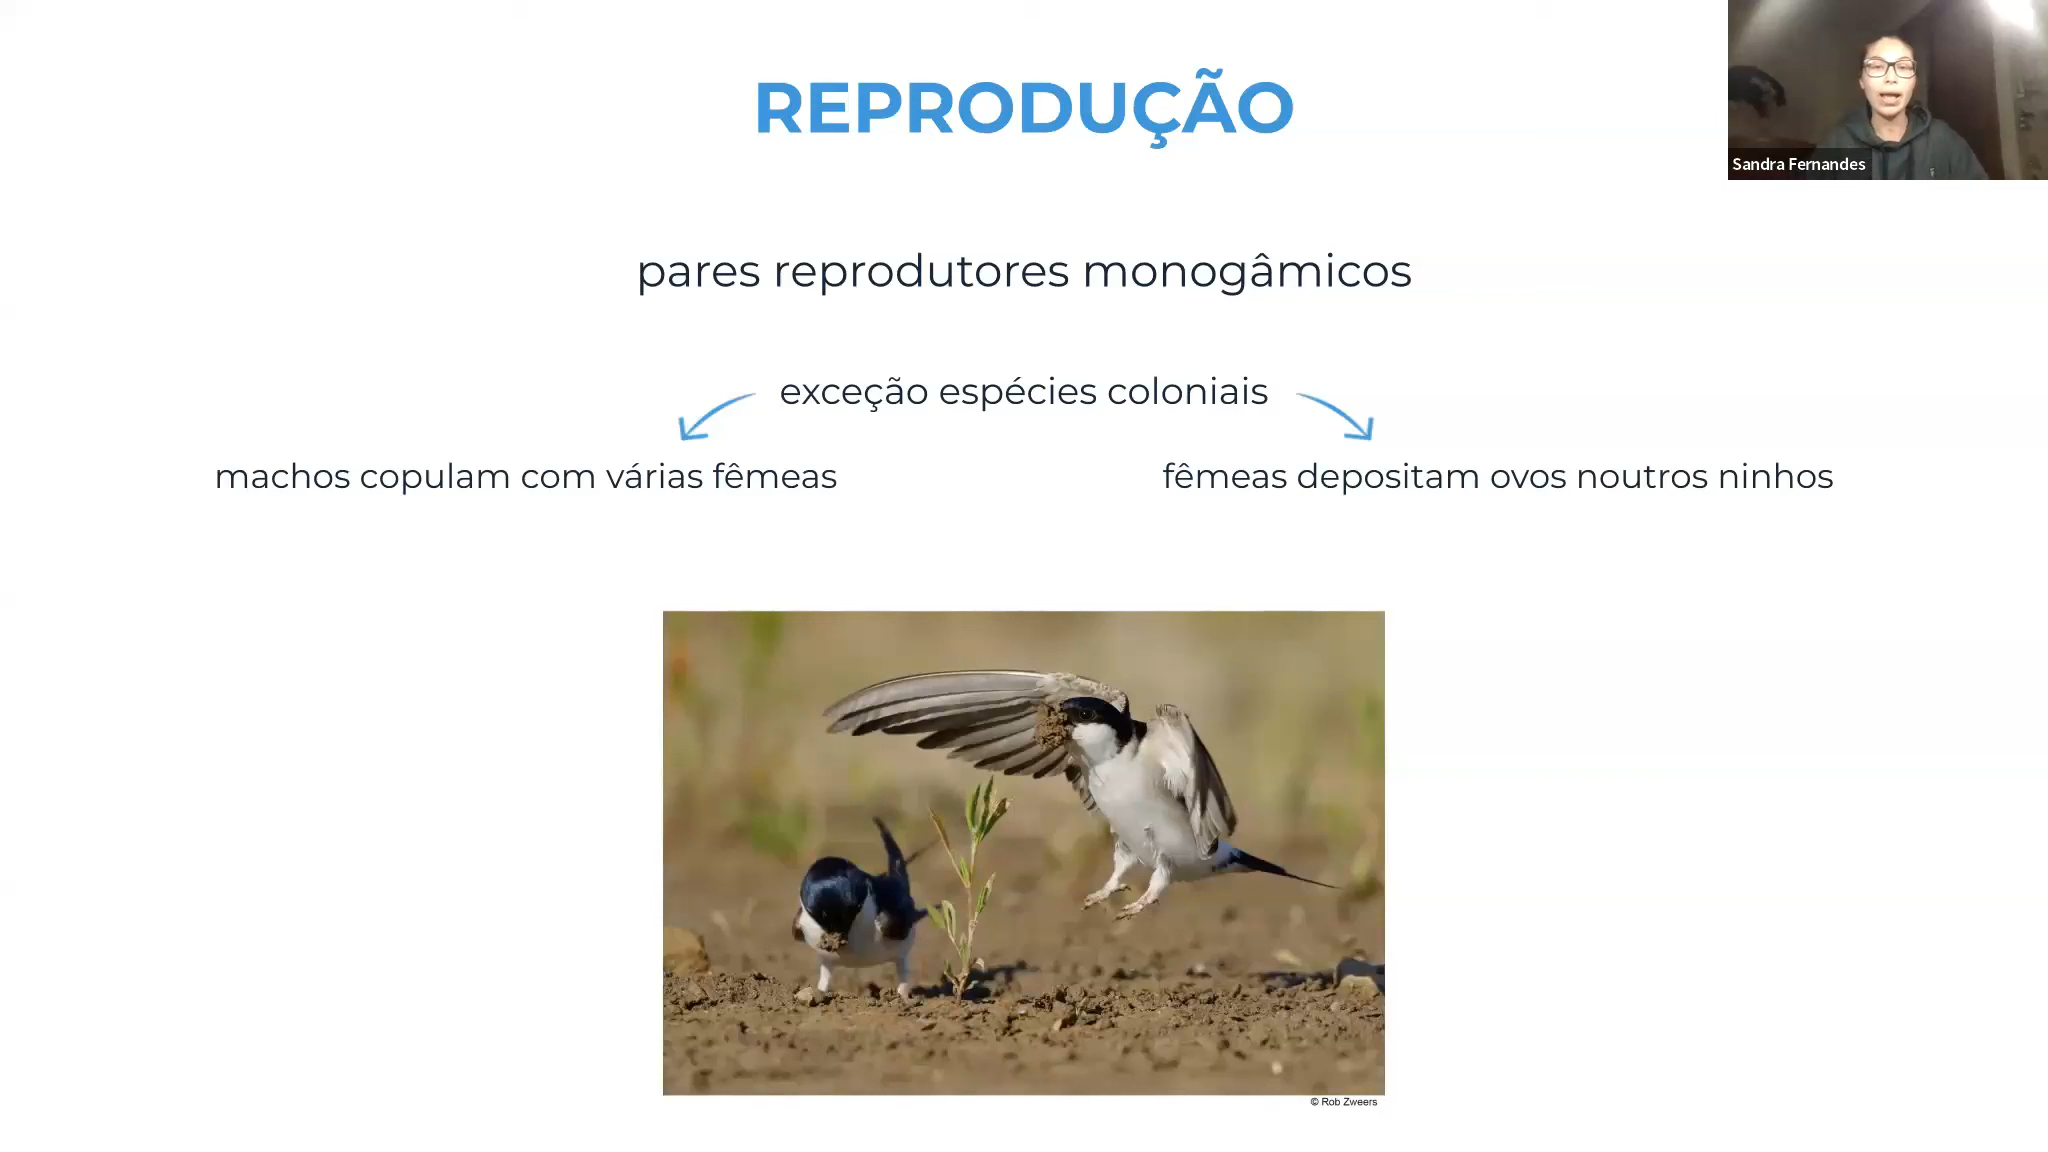 REPRODUÇÃO
Sandra Fernandes
pares reprodutores monogâmicos
exceção espécies coloniais
machos copulam com várias fêmeas
fêmeas depositam ovos noutros ninhos
© Rob Zweers